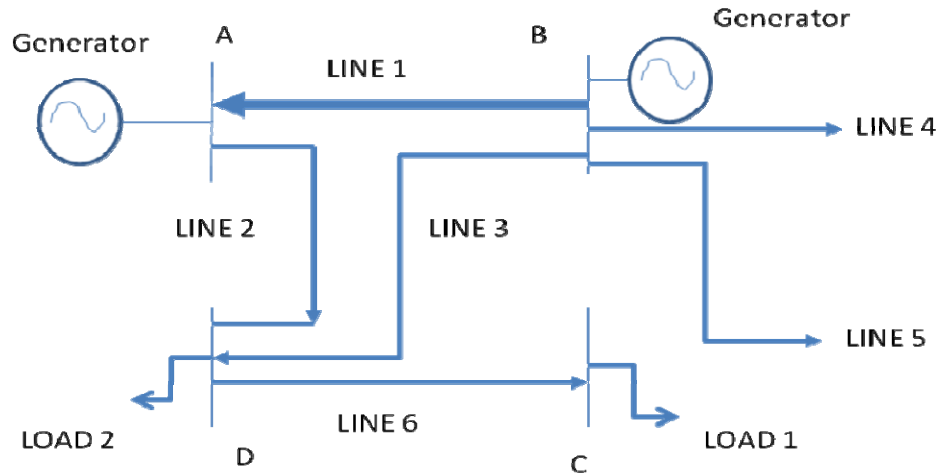 Generator
A
B
Generator
LINE 1
LINE 4
LINE 2
LINE 3
LINE 5
LOAD 2
LINE 6
LOAD 1
D
C